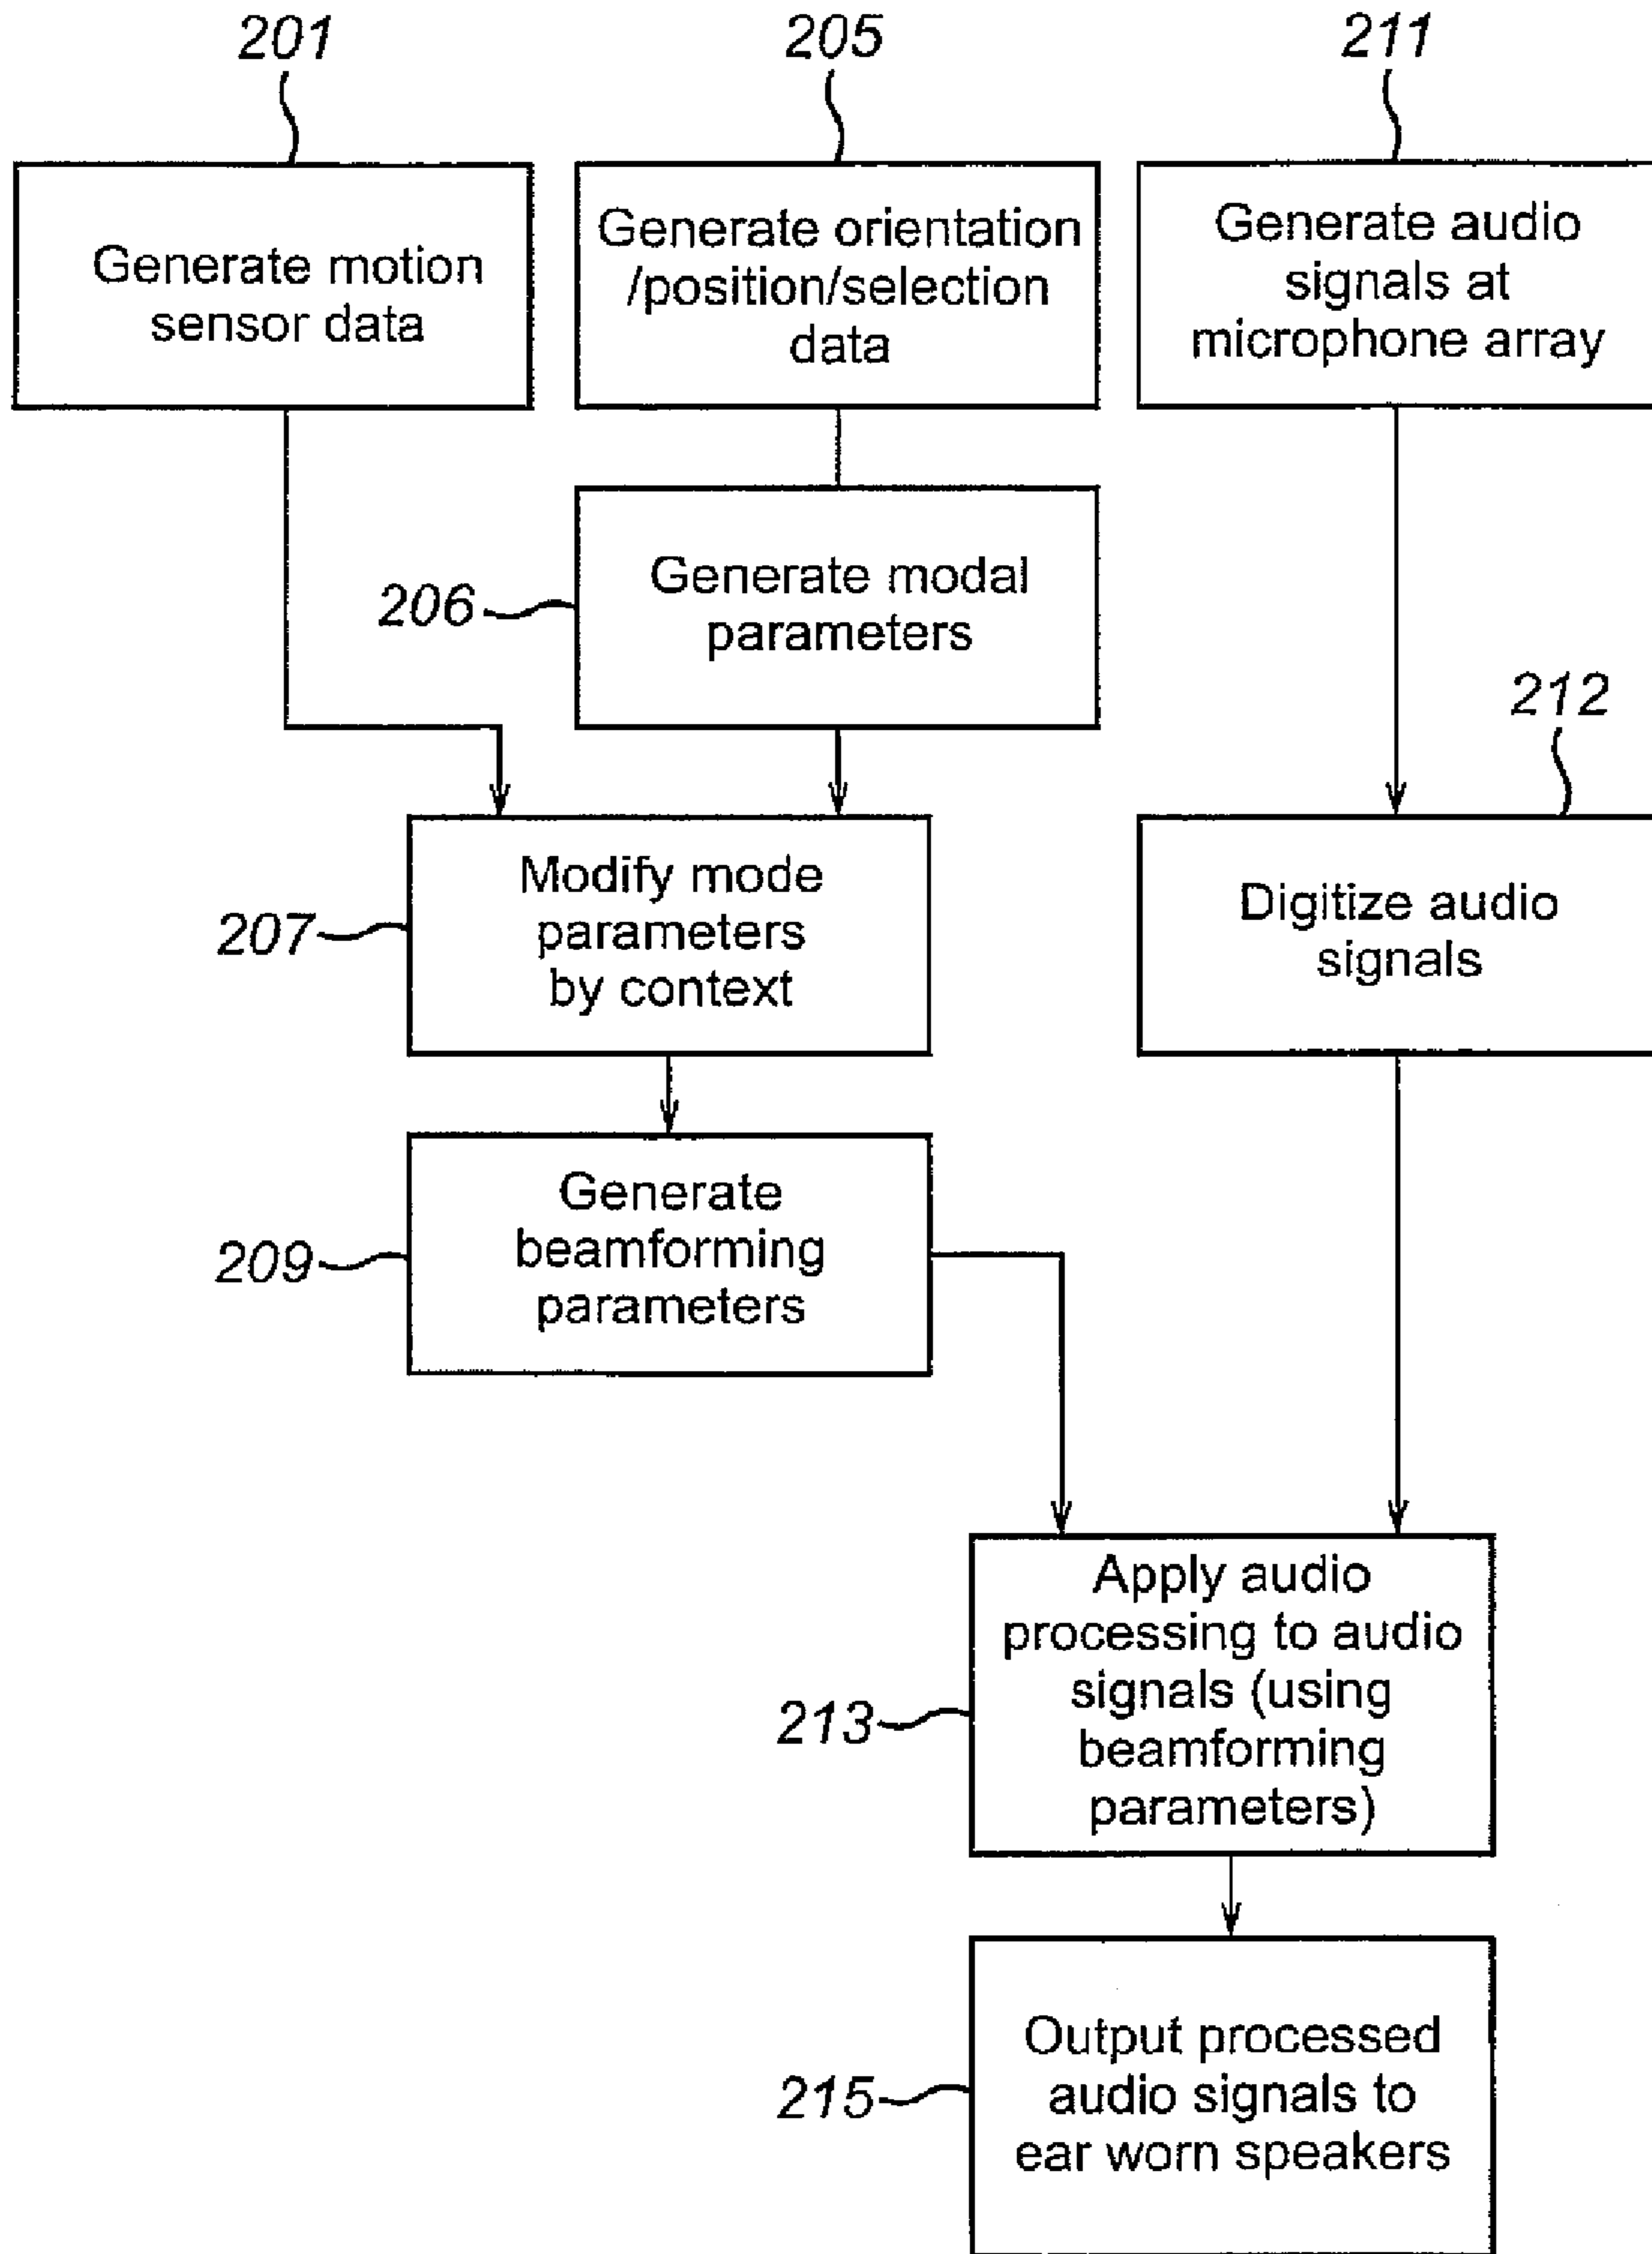 201
205
211
Generate motion
sensor data
Generate orientation
/position/selection
data
Generate audio
signals at
microphone array
206
Generate modal
parameters
212
207
Modify mode
parameters
by context
Digitize audio
signals
209
Generate
beamforming
parameters
213
Apply audio
processing to audio
signals (using
beamforming
parameters)
215
Output processed
audio signals to
ear worn speakers